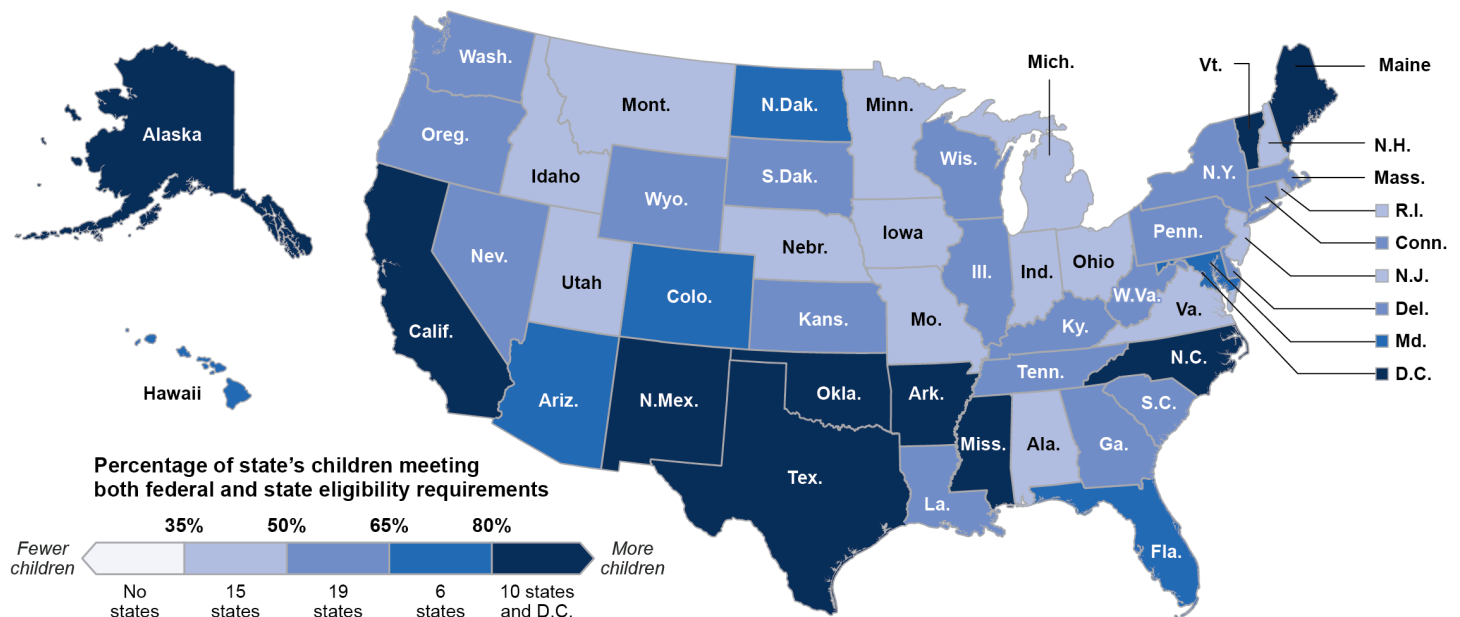 Mich.
Vt.
Maine
Wash.
Mont.
N.Dak.
Minn.
Alaska
Oreg.
N.H.
Idaho
Wis.
S.Dak.
N.Y.
Mass.
Wyo.
R.I.
Iowa
Penn.
Nebr.
Conn.
Nev.
Utah
Ill.
Ind.
Ohio
N.J.
Colo.
W.Va.
Va.
Del.
Calif.
Kans.
Mo.
Ky.
Md.
N.C.
Tenn.
D.C.
Hawaii
Ariz.
N.Mex.
Okla.
Ark.
S.C.
Miss.
Ala.
Ga.
Tex.
La.
Fla.
Percentage of state’s children meeting
both federal and state eligibility requirements
35% 50% 65% 80%
Fewer
children
More
children
No
states
15
states
19
states
6
states
10 states
and D.C.